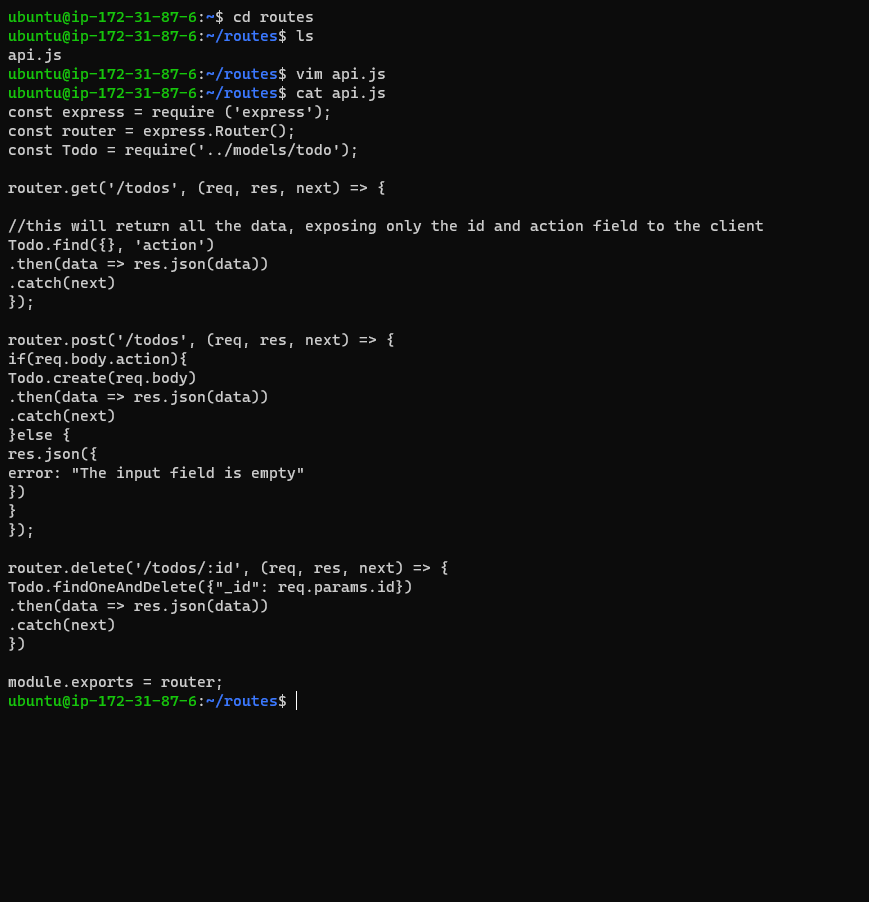 ubuntu@ip-172-31-87-6:~$ cd routes
ubuntu@ip-172-31-87-6:~/routes$ ls
api.js
ubuntu@ip-172-31-87-6:~/routes$ vim api.js
ubuntu@ip-172-31-87-6:~/routes$ cat api.js
const express = require ('express');
const router = express.Router();
const Todo = require('../models/todo');

router.get('/todos', (req, res, next) => {

//this will return all the data, exposing only the id and action field to the client
Todo.find({}, 'action')
.then(data => res.json(data))
.catch(next)
});

router.post('/todos', (req, res, next) => {
if(req.body.action){
Todo.create(req.body)
.then(data => res.json(data))
.catch(next)
}else {
res.json({
error: "The input field is empty"
})
}
});

router.delete('/todos/:id', (req, res, next) => {
Todo.findOneAndDelete({"_id": req.params.id})
.then(data => res.json(data))
.catch(next)
})

module.exports = router;
ubuntu@ip-172-31-87-6:~/routes$